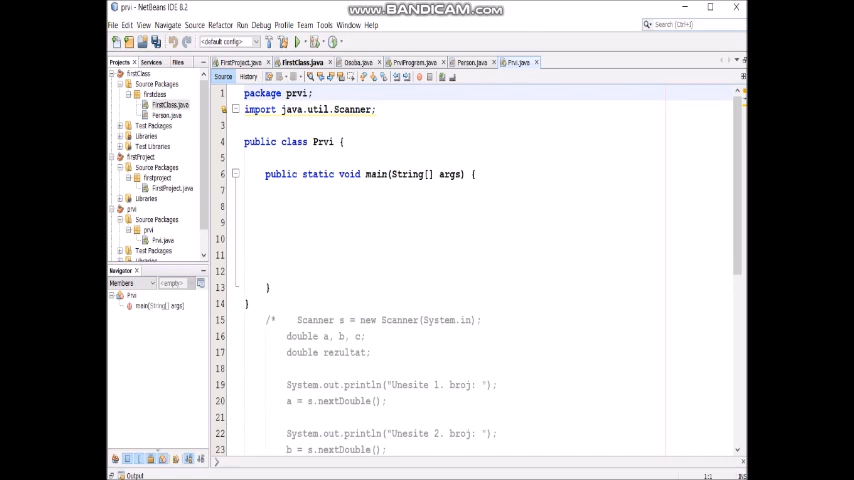 www.BANDICAM.com
prvi - NetBeans IDE 8.2
File Edit View Navigate Source Refactor Run Debug Profile Team Tools Window Help
Search (Ctrl+I)
<default config>
Projects Services Files
FirstProject.java FirstClass.java Osoba.java PrviProgram.java Person.java Prvi.java
Source History
firstClass
Source Packages
firstclass
FirstClass.java
Person.java
Test Packages
Libraries
Test Libraries
firstProject
Source Packages
firstproject
FirstProject.java
Libraries
prvi
Source Packages
prvi
Prvi.java
Test Packages
Libraries
Navigator
Members <empty>
Prvi
main(String[] args)
1 package prvi;
import java.util.Scanner;
3
4 public class Prvi {
5
6 public static void main(String[] args) {
7
8
9
10
11
12
13 }
14 }
15 /* Scanner s = new Scanner(System.in);
16 double a, b, c;
17 double rezultat;
18
19 System.out.println("Unesite 1. broj: ");
20 a = s.nextDouble();
21
22 System.out.println("Unesite 2. broj: ");
23 b = s.nextDouble();
Output
1:1
INS